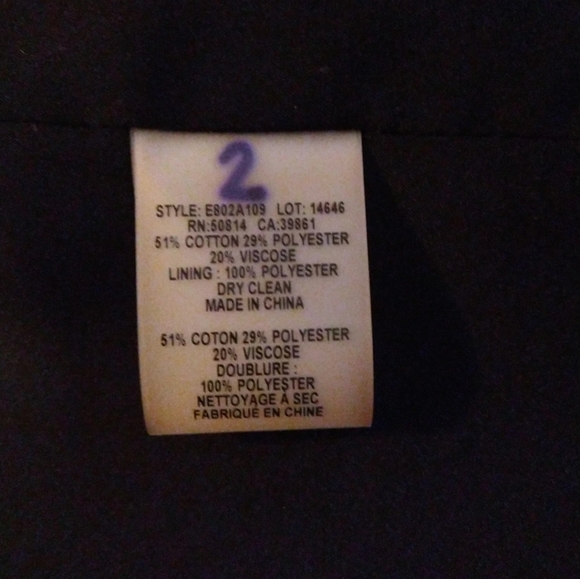 2
STYLE: E802A109 LOT: 14646
RN:50814 CA:39861
51% COTTON 29% POLYESTER
20% VISCOSE
LINING : 100% POLYESTER
DRY CLEAN
MADE IN CHINA
51% COTON 29% POLYESTER
20% VISCOSE
DOUBLURE :
100% POLYESTER
NETTOYAGE À SEC
FABRIQUÉ EN CHINE